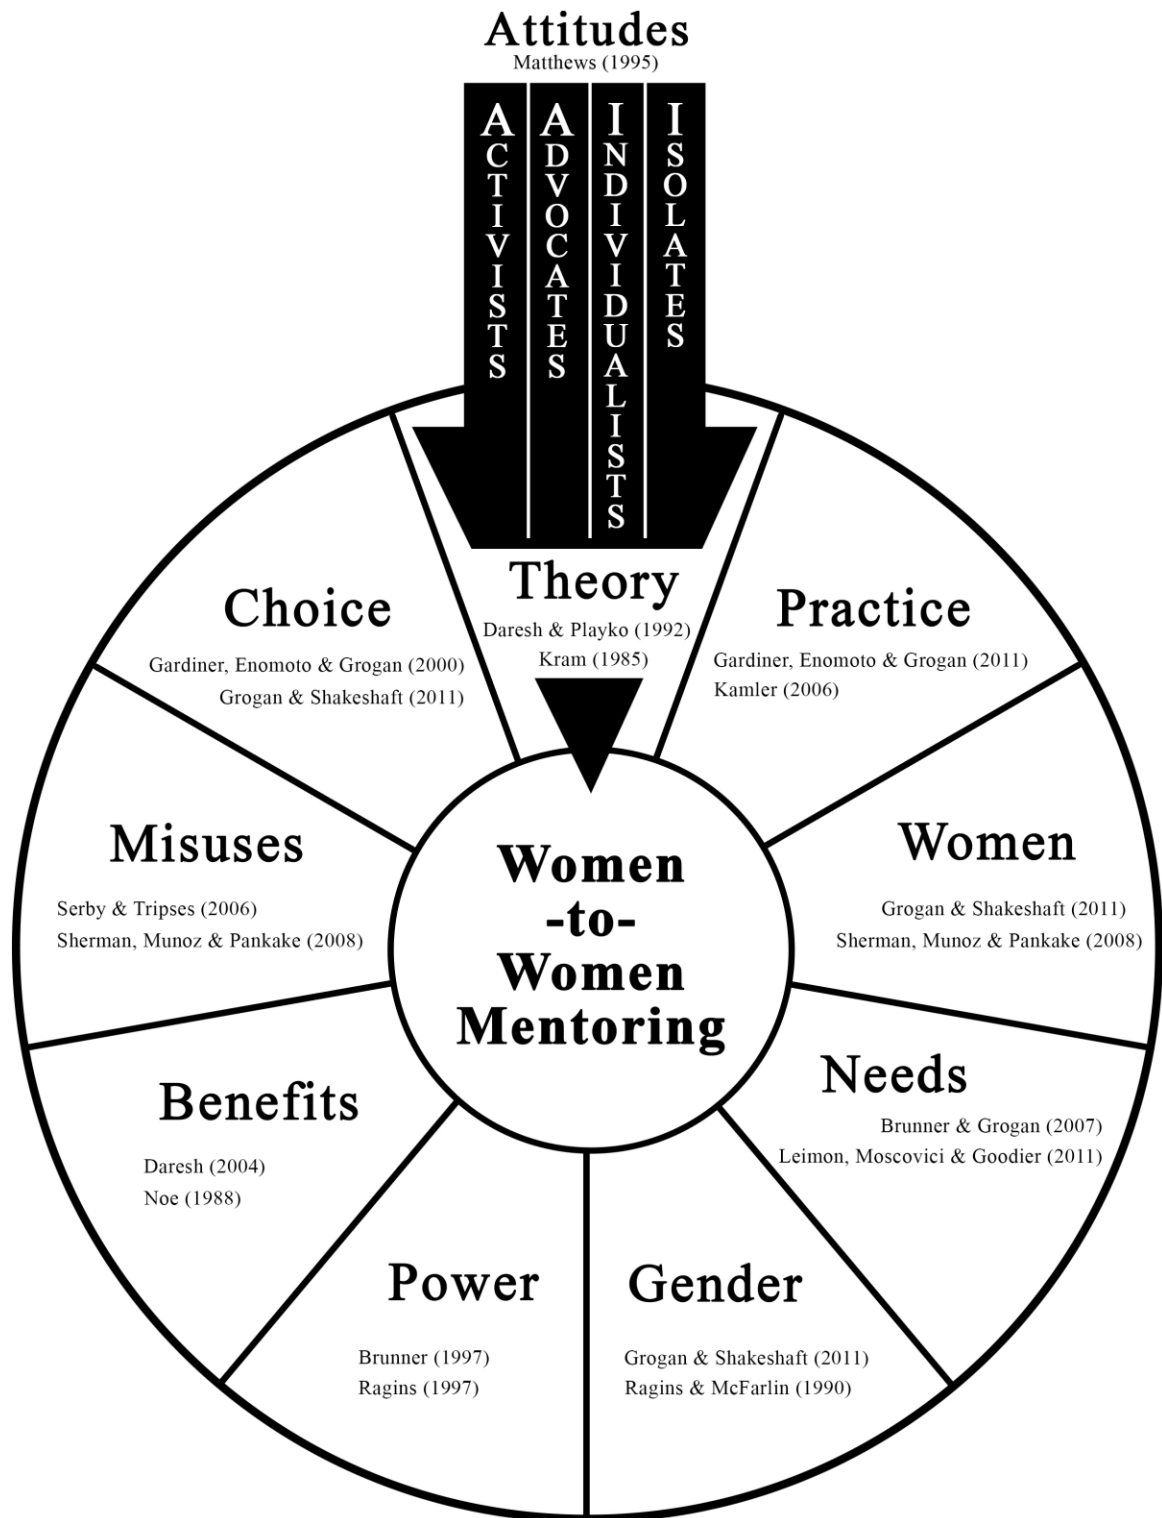 Attitudes
Matthews (1995)
ACTIVISTS
ADVOCATES
INDIVIDUALISTS
ISOLATES
Theory
Daresh & Playko (1992)
Kram (1985)
Practice
Gardiner, Enomoto & Grogan (2011)
Kamler (2006)
Women
Grogan & Shakeshaft (2011)
Sherman, Munoz & Pankake (2008)
Needs
Brunner & Grogan (2007)
Leimon, Moscovici & Goodier (2011)
Gender
Grogan & Shakeshaft (2011)
Ragins & McFarlin (1990)
Power
Brunner (1997)
Ragins (1997)
Benefits
Daresh (2004)
Noe (1988)
Misuses
Serby & Tripses (2006)
Sherman, Munoz & Pankake (2008)
Choice
Gardiner, Enomoto & Grogan (2000)
Grogan & Shakeshaft (2011)
Women
-to-
Women
Mentoring